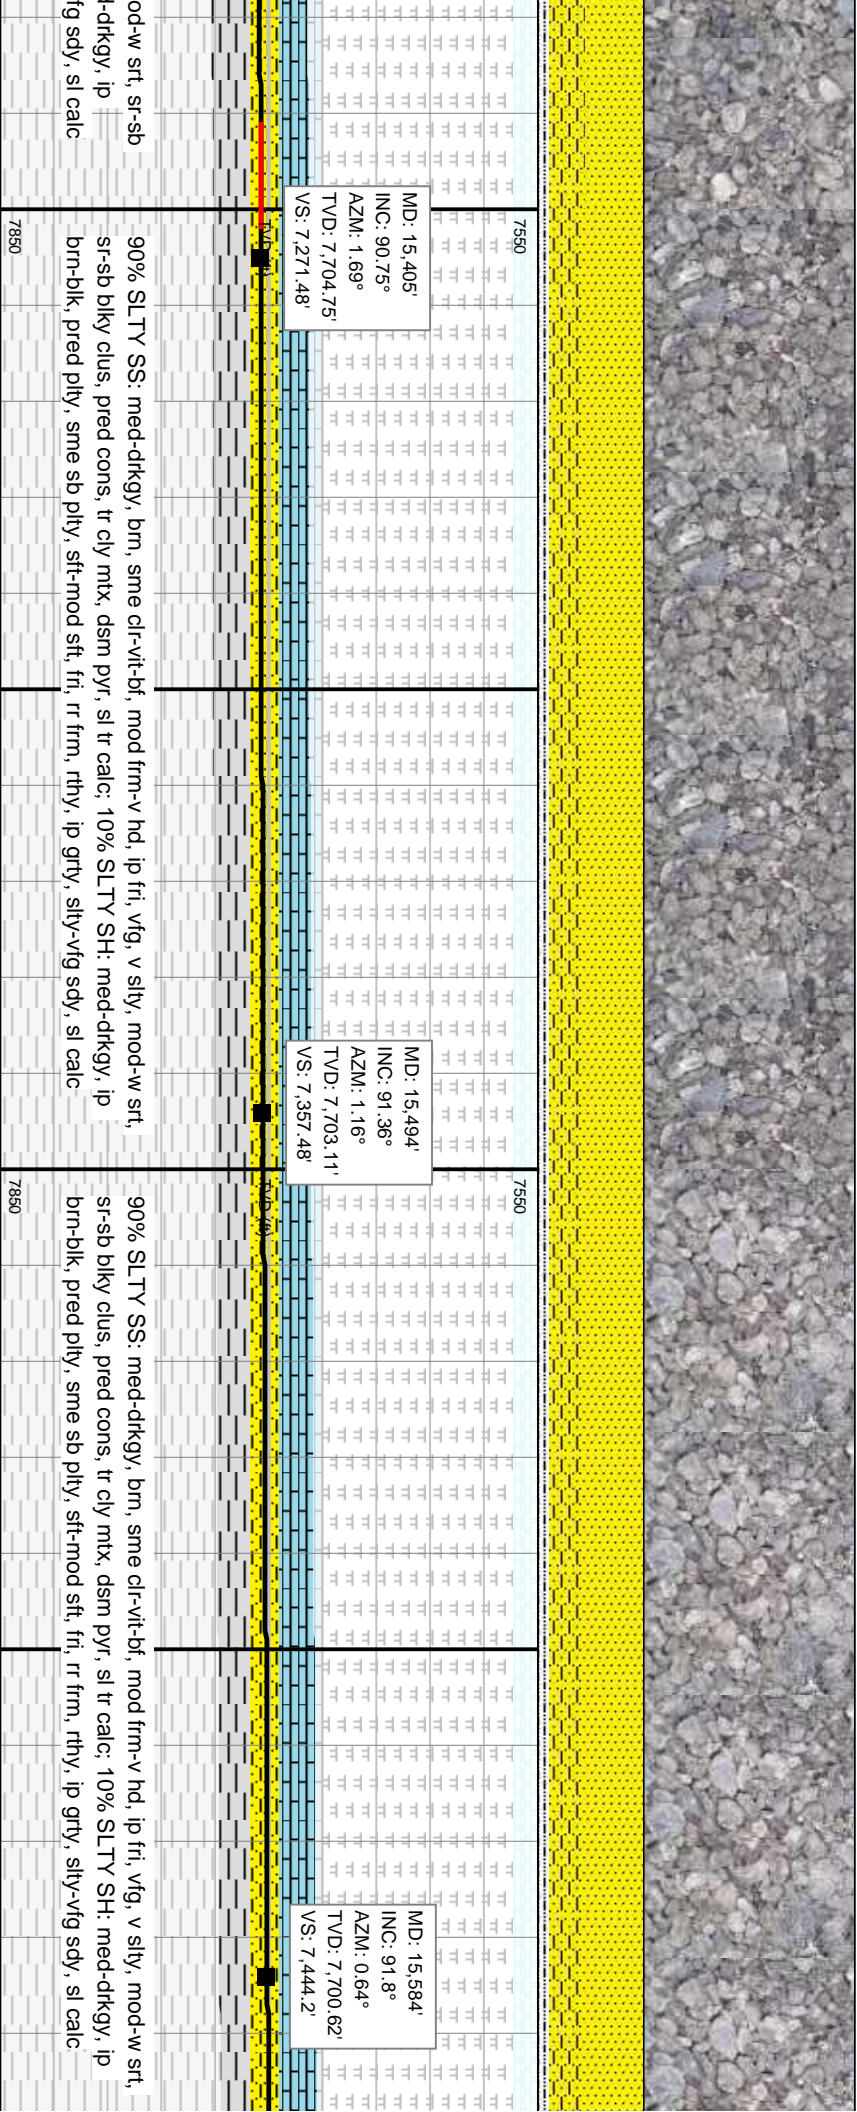 od-w srt, sr-sb
d-drkgy, ip
fg sdy, sl calc
7550
MD: 15,405'
INC: 90.75°
AZM: 1.69°
TVD: 7,704.75'
VS: 7,271.48'
TVD (ft)
7850
90% SLTY SS: med-drkgy, brn, sme clr-vit-bf, mod frm-v hd, ip fri, vfg, v slty, mod-w srt,
sr-sb blky clus, pred cons, tr cly mtx, dsm pyr, sl tr calc; 10% SLTY SH: med-drkgy, ip
brn-blk, pred plty, sme sb plty, sft-mod sft, fri, rr frm, rthy, ip grty, slty-vfg sdy, sl calc
MD: 15,494'
INC: 91.36°
AZM: 1.16°
TVD: 7,703.11'
VS: 7,357.48'
7550
TVD (ft)
7850
90% SLTY SS: med-drkgy, brn, sme clr-vit-bf, mod frm-v hd, ip fri, vfg, v slty, mod-w srt,
sr-sb blky clus, pred cons, tr cly mtx, dsm pyr, sl tr calc; 10% SLTY SH: med-drkgy, ip
brn-blk, pred plty, sme sb plty, sft-mod sft, fri, rr frm, rthy, ip grty, slty-vfg sdy, sl calc
MD: 15,584'
INC: 91.8°
AZM: 0.64°
TVD: 7,700.62'
VS: 7,444.2'